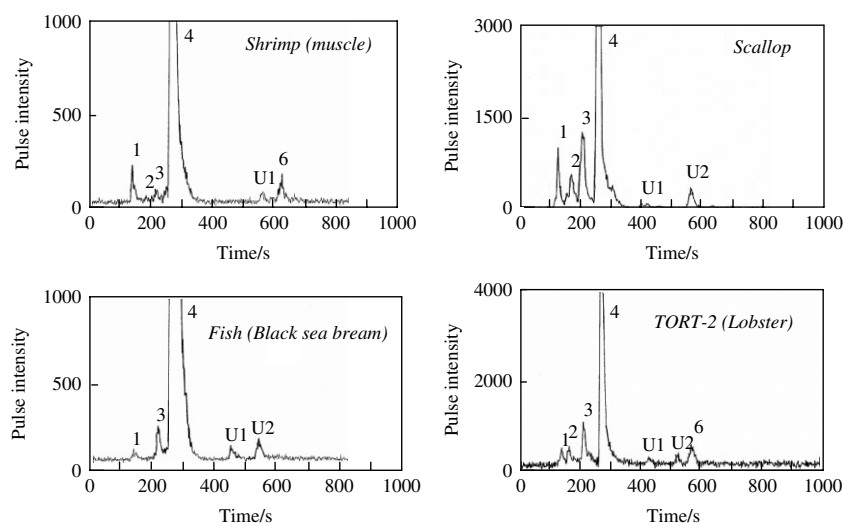 1000
500
0
0 200 400 600 800 1000
Pulse intensity
Time/s
Shrimp (muscle)
1
2
3
4
U1
6
3000
1500
0
0 200 400 600 800 1000
Pulse intensity
Time/s
Scallop
1
2
3
4
U1
U2
1000
500
0
0 200 400 600 800 1000
Pulse intensity
Time/s
Fish (Black sea bream)
1
3
4
U1
U2
4000
2000
0
0 200 400 600 800 1000
Pulse intensity
Time/s
TORT-2 (Lobster)
1
2
3
4
U1
U2
6